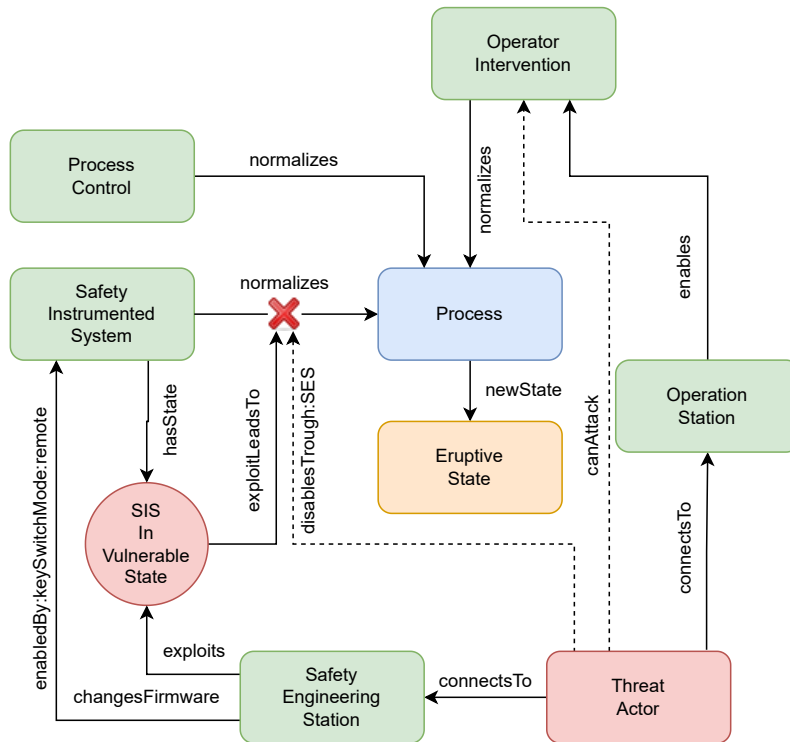 Operator
Intervention
Process
Control
normalizes
normalizes
Safety
Instrumented
System
normalizes
Process
enables
newState
Operation
Station
hasState
exploitLeadsTo
disablesTrough:SES
Eruptive
State
canAttack
SIS
In
Vulnerable
State
enabledBy:keySwitchMode:remote
connectsTo
exploits
changesFirmware
Safety
Engineering
Station
connectsTo
Threat
Actor